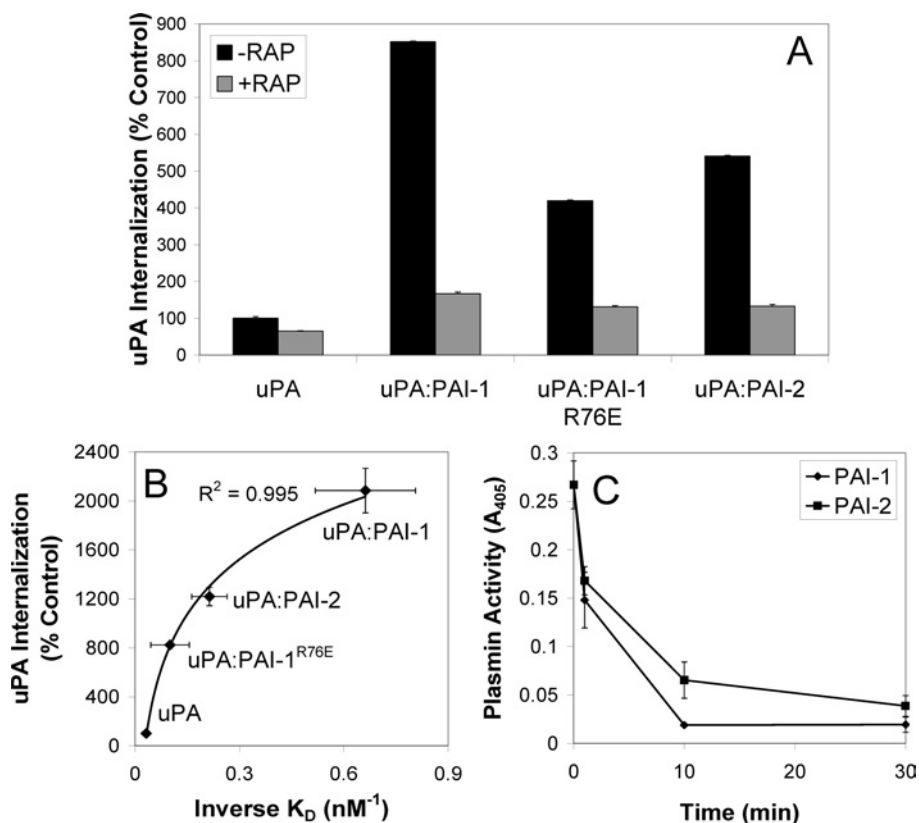 A
-RAP
+RAP
uPA Internalization (% Control)
900
800
700
600
500
400
300
200
100
0
uPA
uPA:PAI-1
uPA:PAI-1
R76E
uPA:PAI-2
B
R² = 0.995
uPA:PAI-1
uPA:PAI-2
uPA:PAI-1ᴿ⁷⁶ᴱ
uPA
uPA Internalization
(% Control)
2400
2000
1600
1200
800
400
0
0
0.3
0.6
0.9
Inverse K_D (nM⁻¹)
C
PAI-1
PAI-2
Plasmin Activity (A₄₀₅)
0.3
0.25
0.2
0.15
0.1
0.05
0
0
10
20
30
Time (min)